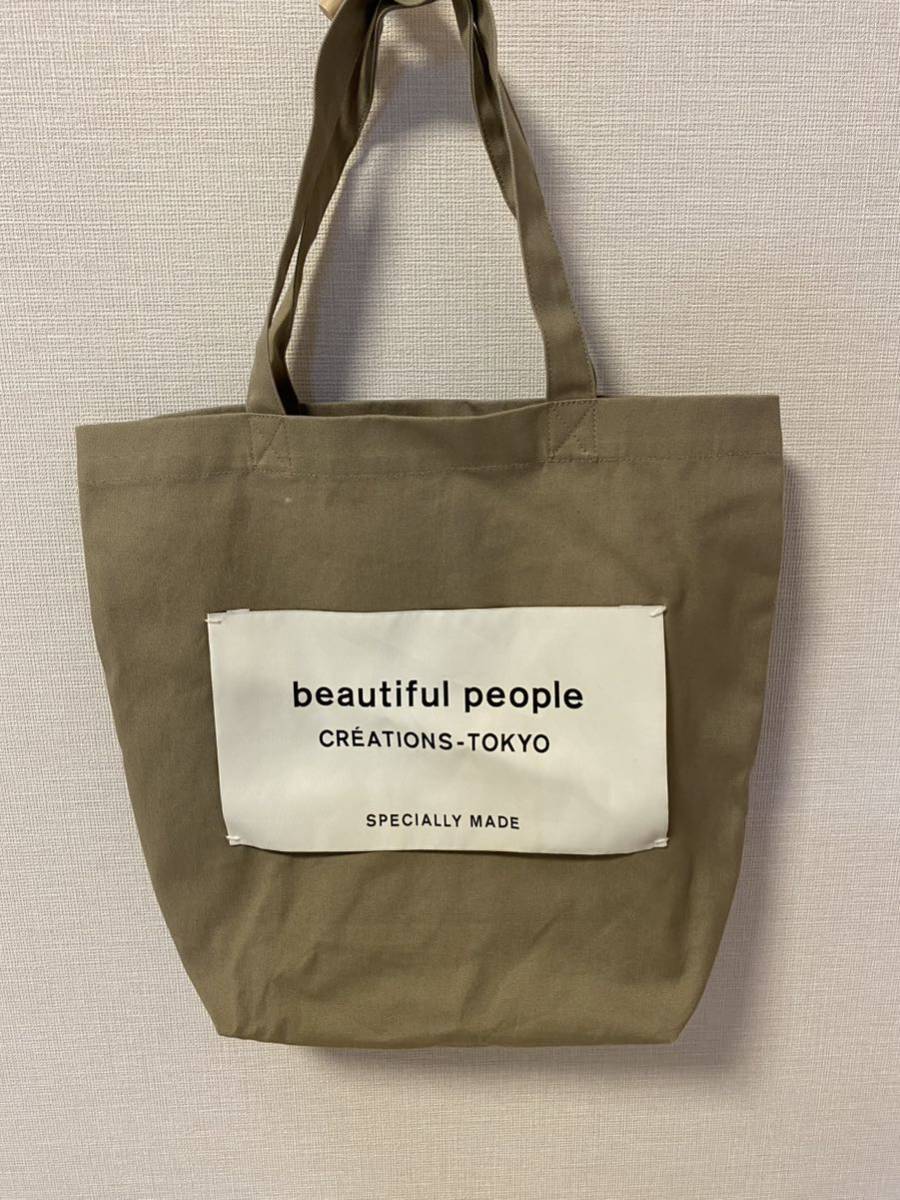 beautiful people
CRÉATIONS-TOKYO
SPECIALLY MADE